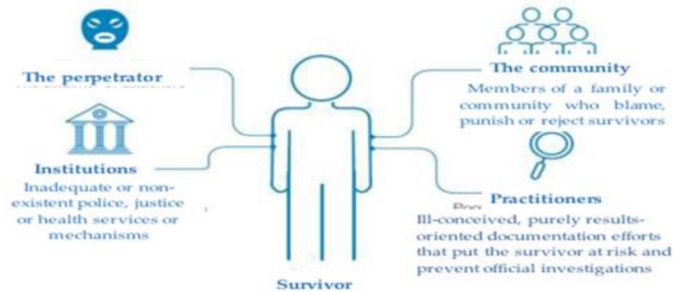 The perpetrator
Institutions
Inadequate or non-
existent police, justice
or health services or
mechanisms
Survivor
The community
Members of a family or
community who blame,
punish or reject survivors
Practitioners
Ill-conceived, purely results-
oriented documentation efforts
that put the survivor at risk and
prevent official investigations